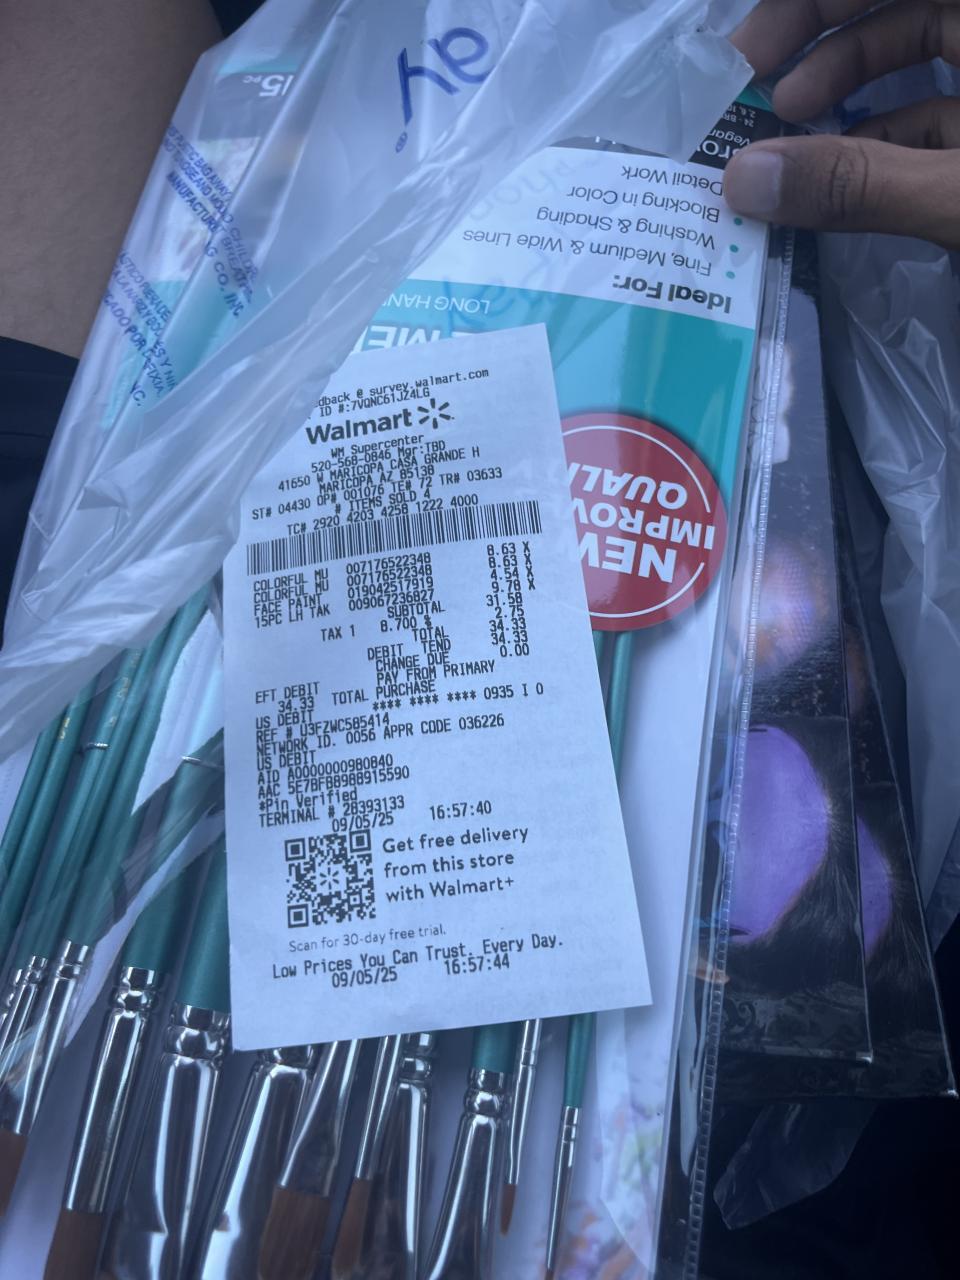 ay!
15PC
MANUFACTURI
G CO., INC
Ideal For:
Fine, Medium & Wide Lines
Washing & Shading
Blocking in Color
Detail Work
NEW
IMPROV
QUALI
dback @ survey.walmart.com
ID #:7VQNC61JZ4LG
Walmart
WM Supercenter
520-568-0846 Mgr:TBD
41650 W MARICOPA CASA GRANDE H
MARICOPA AZ 85138
ST# 04430 OP# 001076 TE# 72 TR# 03633
# ITEMS SOLD 4
TC# 2920 4203 4258 1222 4000
COLORFUL MU 007176522348 8.63 X
COLORFUL MU 007176522348 8.63 X
FACE PAINT 019042517919 4.54 X
15PC LH TAK 009067236827 9.78 X
SUBTOTAL 31.58
TAX 1 8.700 % 2.75
TOTAL 34.33
DEBIT TEND 34.33
CHANGE DUE 0.00
PAY FROM PRIMARY
EFT DEBIT
34.33 TOTAL PURCHASE
US DEBIT **** **** **** 0935 I 0
REF # U3FZWC585414
NETWORK ID. 0056 APPR CODE 036226
US DEBIT
AID A0000000980840
AAC 5E7BFB8988915590
*Pin Verified
TERMINAL # 28393133
09/05/25 16:57:40
Get free delivery
from this store
with Walmart+
Scan for 30-day free trial.
Low Prices You Can Trust. Every Day.
09/05/25 16:57:44